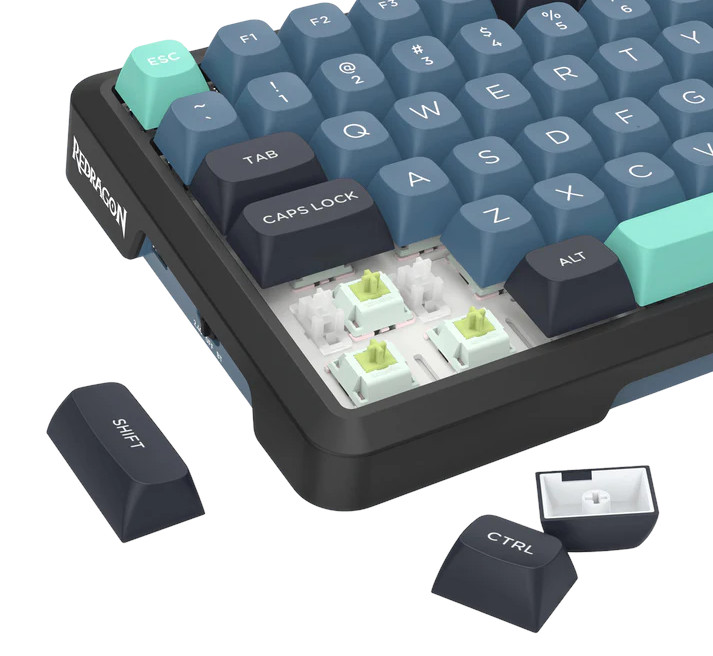 ESC
F1
F2
F3
~
`
!
1
@
2
#
3
$
4
%
5
6
TAB
Q
W
E
R
T
Y
CAPS LOCK
A
S
D
F
G
Z
X
C
V
ALT
REDRAGON
SHIFT
CTRL